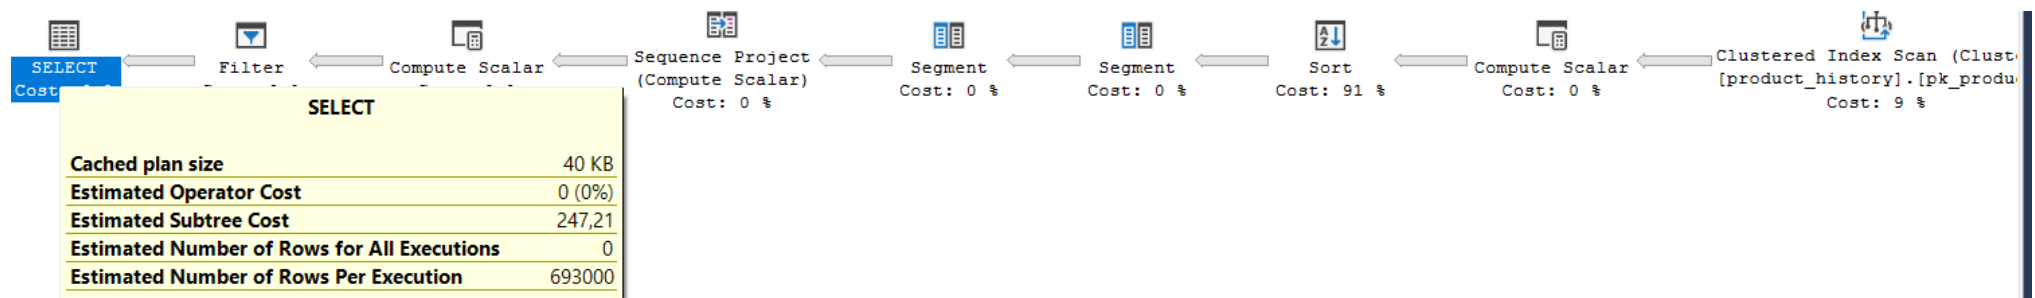 SELECT
Cost
Filter
Compute Scalar
Sequence Project
(Compute Scalar)
Cost: 0 %
Segment
Cost: 0 %
Segment
Cost: 0 %
Sort
Cost: 91 %
Compute Scalar
Cost: 0 %
Clustered Index Scan (Cluste
[product_history].[pk_produ
Cost: 9 %
SELECT
Cached plan size 40 KB
Estimated Operator Cost 0 (0%)
Estimated Subtree Cost 247,21
Estimated Number of Rows for All Executions 0
Estimated Number of Rows Per Execution 693000